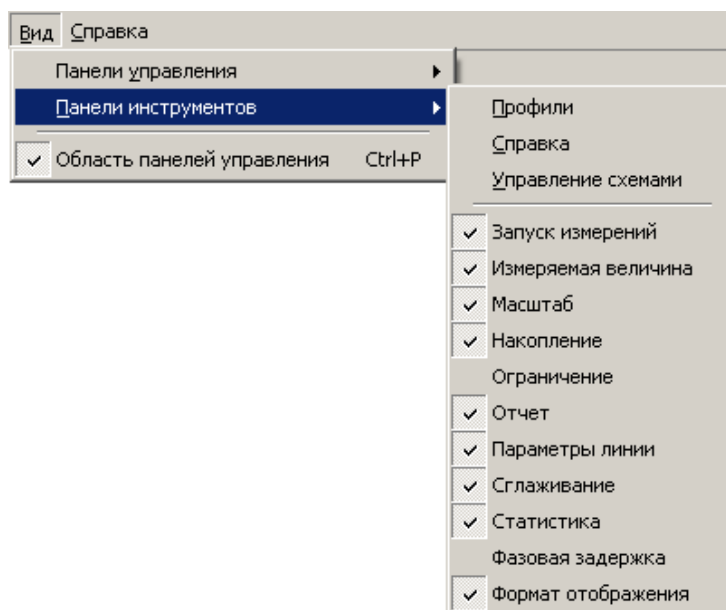 Вид Справка
Панели управления
Панели инструментов
Область панелей управления Ctrl+P
Профили
Справка
Управление схемами
Запуск измерений
Измеряемая величина
Масштаб
Накопление
Ограничение
Отчет
Параметры линии
Сглаживание
Статистика
Фазовая задержка
Формат отображения